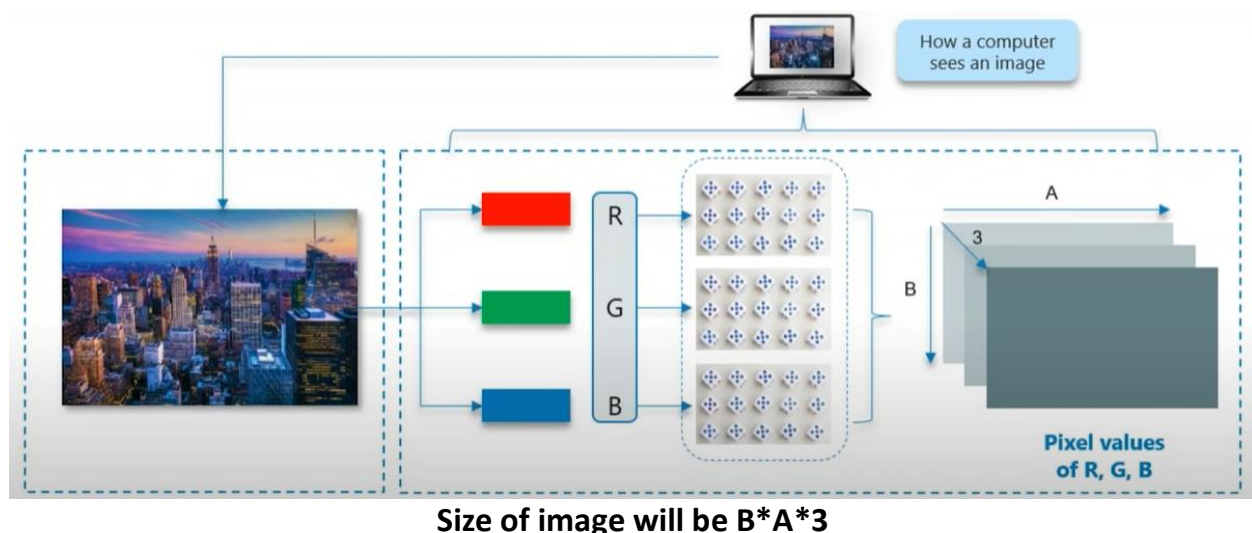 How a computer
sees an image
R
G
B
A
3
B
Pixel values
of R, G, B
Size of image will be B*A*3